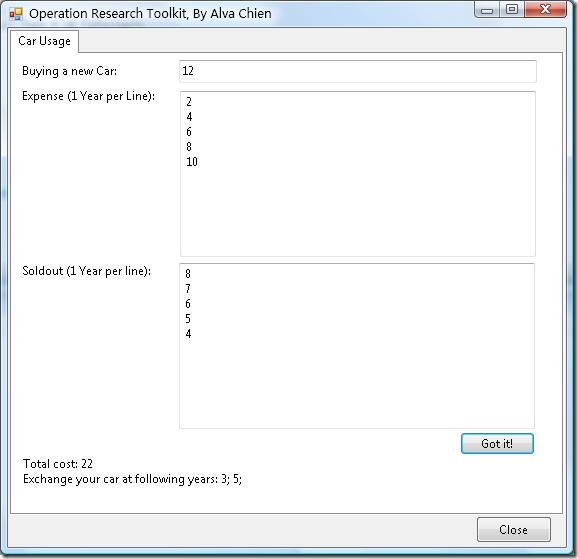 Operation Research Toolkit, By Alva Chien
Car Usage
Buying a new Car: 12
Expense (1 Year per Line):
2
4
6
8
10
Soldout (1 Year per line):
8
7
6
5
4
Got it!
Total cost: 22
Exchange your car at following years: 3; 5;
Close